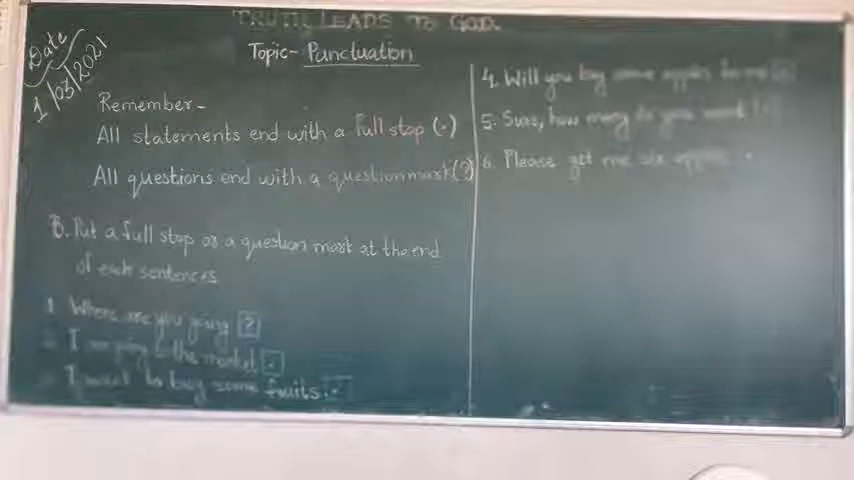 TRUTH LEADS TO GOD.
Date
1/03/2021
Topic- Punctuation
Remember-
All statements end with a full stop (.)
All questions end with a question mark (?)
B. Put a full stop or a question mark at the end
of each sentences.
1. Where are you going ?
I am going to the market .
I want to buy some fruits. .
4. Will you buy some apples for me
5. Sure, how many do you want
6. Please get me six apples .